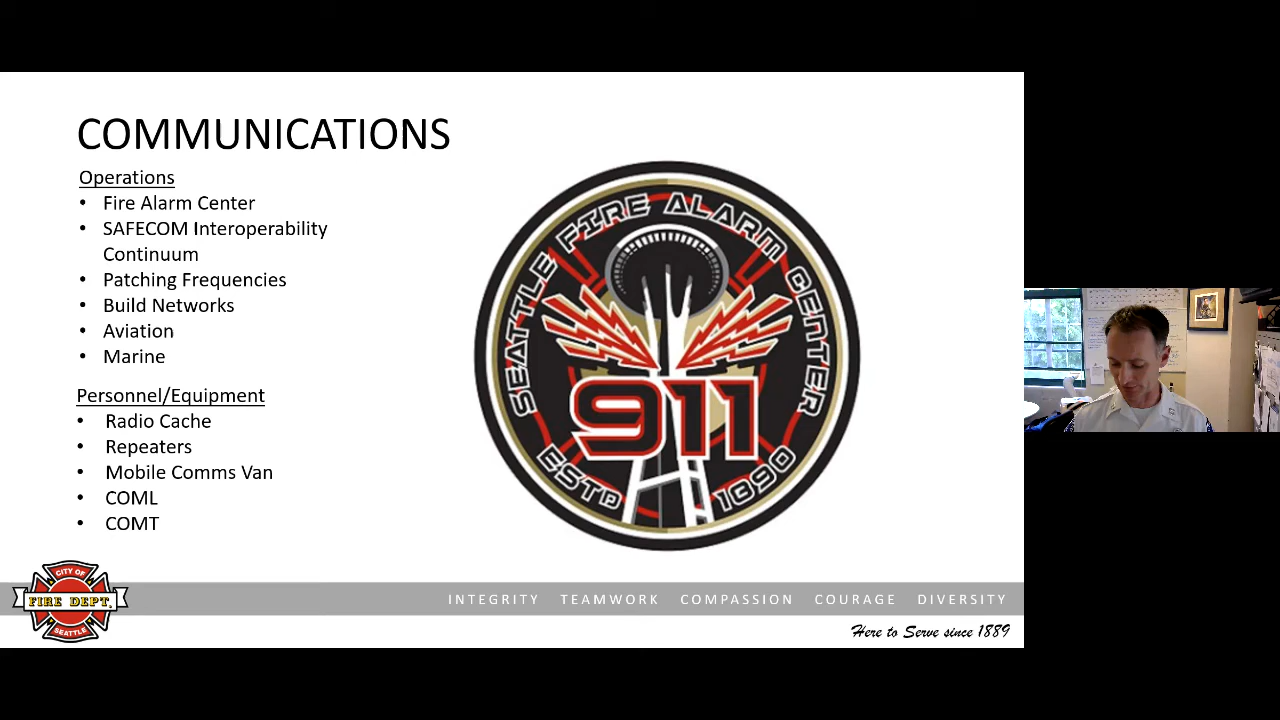 COMMUNICATIONS
Operations
• Fire Alarm Center
• SAFECOM Interoperability
Continuum
• Patching Frequencies
• Build Networks
• Aviation
• Marine
Personnel/Equipment
• Radio Cache
• Repeaters
• Mobile Comms Van
• COML
• COMT
SEATTLE FIRE ALARM CENTER
911
ESTD 1890
CITY OF
FIRE DEPT.
SEATTLE
INTEGRITY TEAMWORK COMPASSION COURAGE DIVERSITY
Here to Serve since 1889